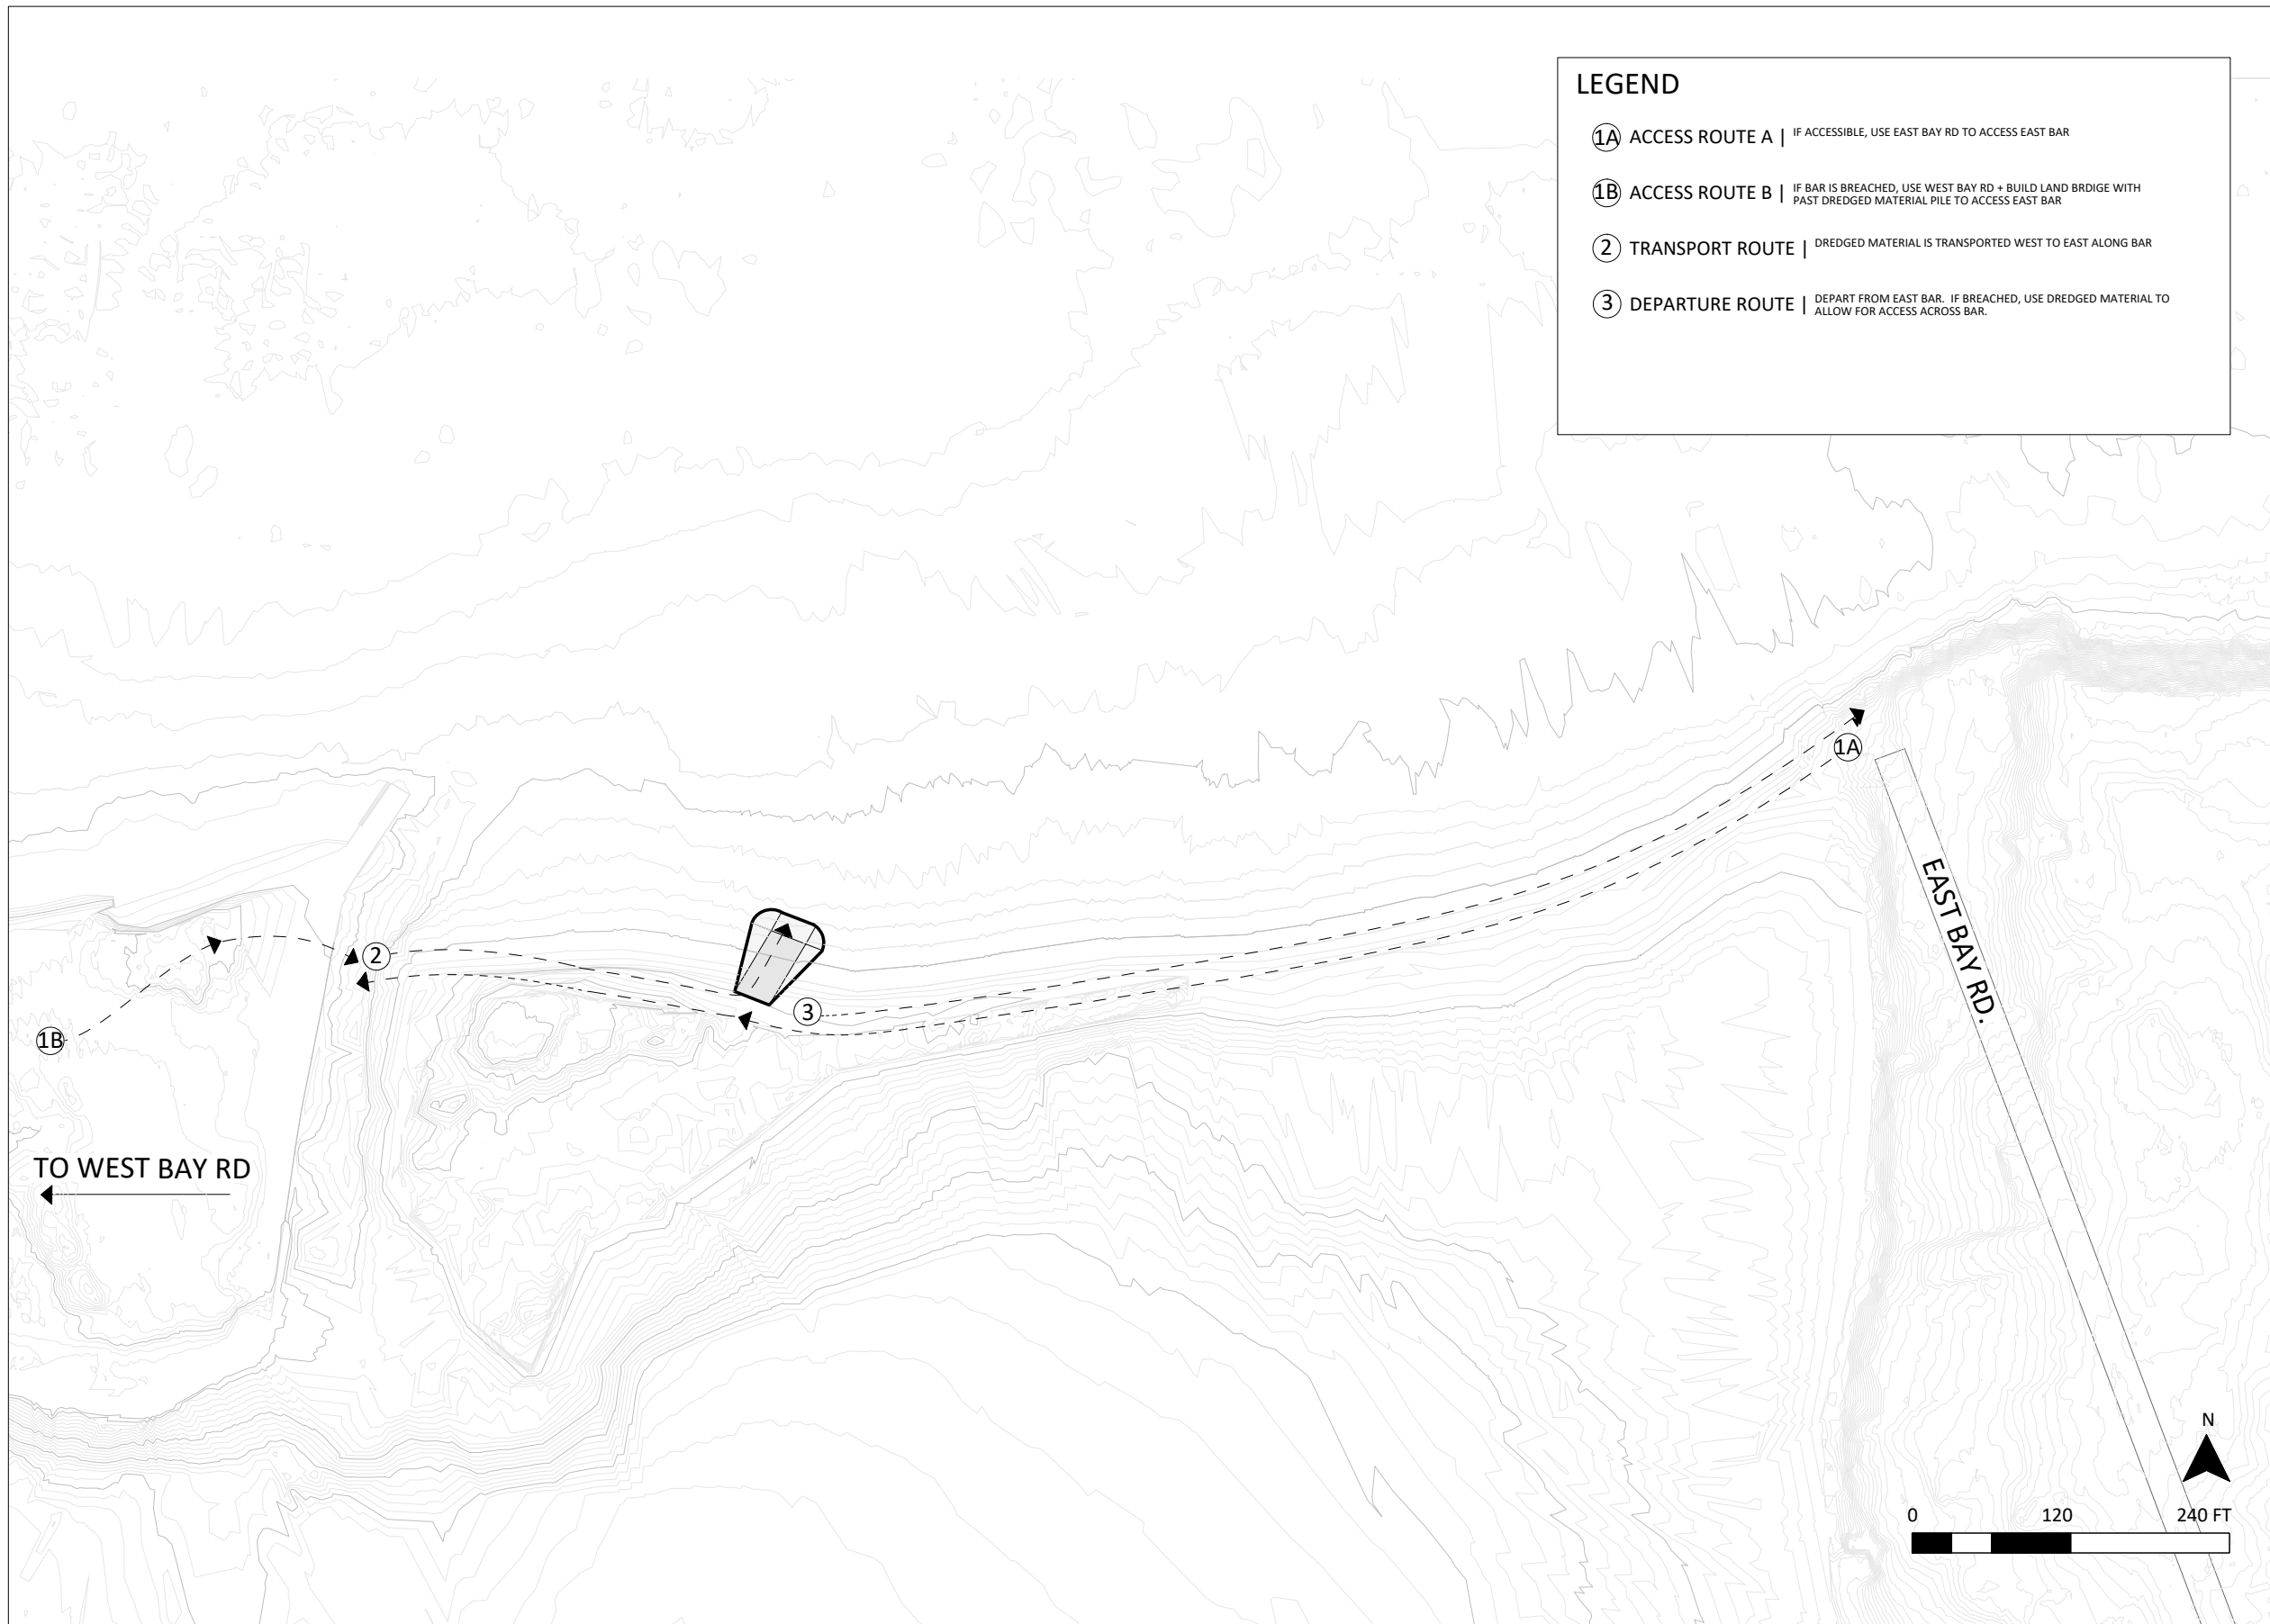 LEGEND
1A ACCESS ROUTE A | IF ACCESSIBLE, USE EAST BAY RD TO ACCESS EAST BAR
1B ACCESS ROUTE B | IF BAR IS BREACHED, USE WEST BAY RD + BUILD LAND BRDIGE WITH
PAST DREDGED MATERIAL PILE TO ACCESS EAST BAR
2 TRANSPORT ROUTE | DREDGED MATERIAL IS TRANSPORTED WEST TO EAST ALONG BAR
3 DEPARTURE ROUTE | DEPART FROM EAST BAR. IF BREACHED, USE DREDGED MATERIAL TO
ALLOW FOR ACCESS ACROSS BAR.
1A
EAST BAY RD.
2
3
1B
TO WEST BAY RD
N
0 120 240 FT